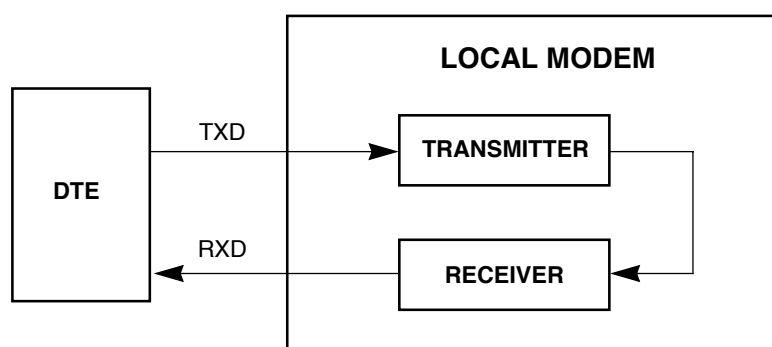 LOCAL MODEM
TXD
TRANSMITTER
DTE
RXD
RECEIVER